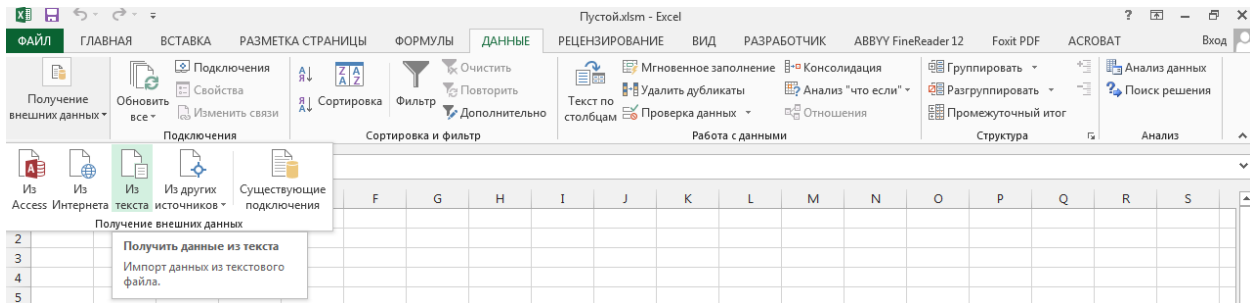 Пустой.xlsm - Excel
ФАЙЛ ГЛАВНАЯ ВСТАВКА РАЗМЕТКА СТРАНИЦЫ ФОРМУЛЫ ДАННЫЕ РЕЦЕНЗИРОВАНИЕ ВИД РАЗРАБОТЧИК ABBYY FineReader 12 Foxit PDF ACROBAT Вход
Получение
внешних данных
Обновить
все
Подключения
Свойства
Изменить связи
Подключения
Сортировка
Фильтр
Очистить
Повторить
Дополнительно
Сортировка и фильтр
Текст по
столбцам
Мгновенное заполнение
Удалить дубликаты
Проверка данных
Консолидация
Анализ "что если"
Отношения
Работа с данными
Группировать
Разгруппировать
Промежуточный итог
Структура
Анализ данных
Поиск решения
Анализ
Из
Access
Из
Интернета
Из
текста
Из других
источников
Существующие
подключения
Получение внешних данных
F G H I J K L M N O P Q R S
Получить данные из текста
Импорт данных из текстового
файла.
2
3
4
5